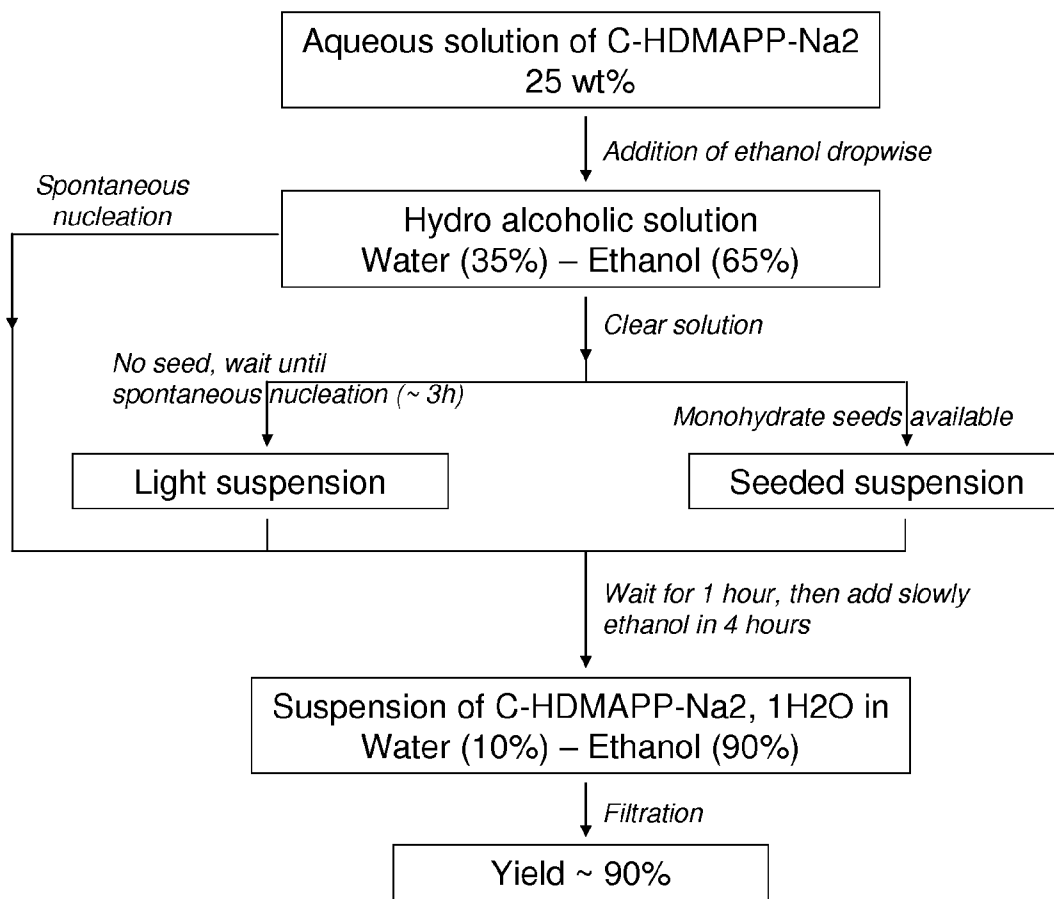 Aqueous solution of C-HDMAPP-Na2
25 wt%
Addition of ethanol dropwise
Spontaneous
nucleation
Hydro alcoholic solution
Water (35%) – Ethanol (65%)
Clear solution
No seed, wait until
spontaneous nucleation (~ 3h)
Monohydrate seeds available
Light suspension
Seeded suspension
Wait for 1 hour, then add slowly
ethanol in 4 hours
Suspension of C-HDMAPP-Na2, 1H2O in
Water (10%) – Ethanol (90%)
Filtration
Yield ~ 90%